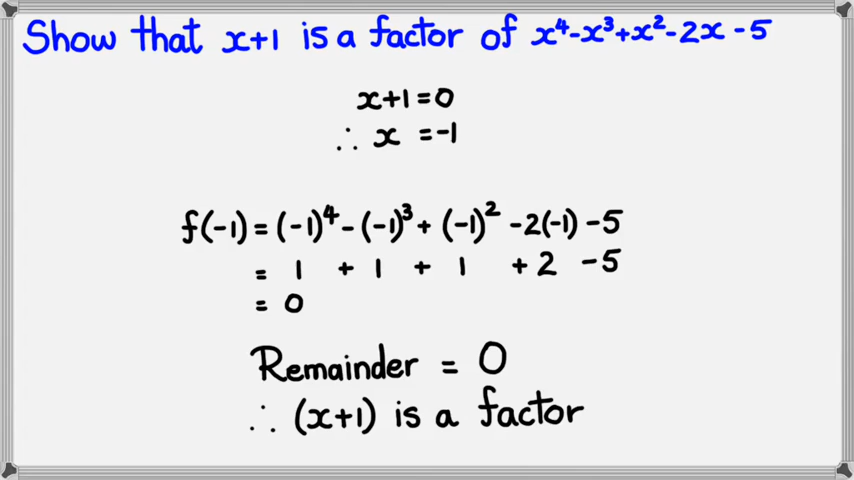 Show that x+1 is a factor of x⁴-x³+x²-2x-5
x+1=0
∴ x =-1
f(-1)=(-1)⁴-(-1)³+(-1)²-2(-1)-5
= 1 +1 +1 +2 -5
= 0
Remainder = 0
∴ (x+1) is a factor